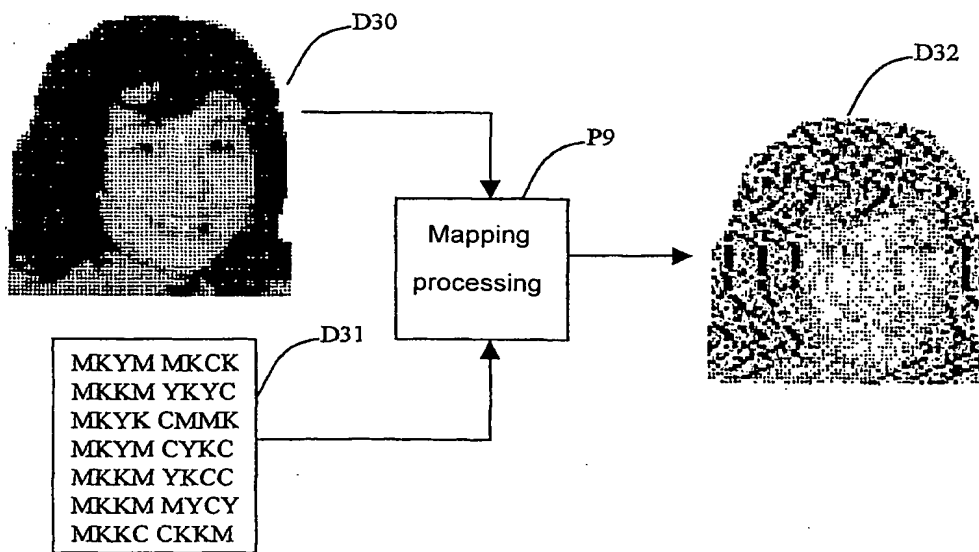 D30
D32
P9
Mapping
processing
D31
MKYM MKCK
MKKM YKYC
MKYK CMMK
MKYM CYKC
MKKM YKCC
MKKM MYCY
MKKC CKKM